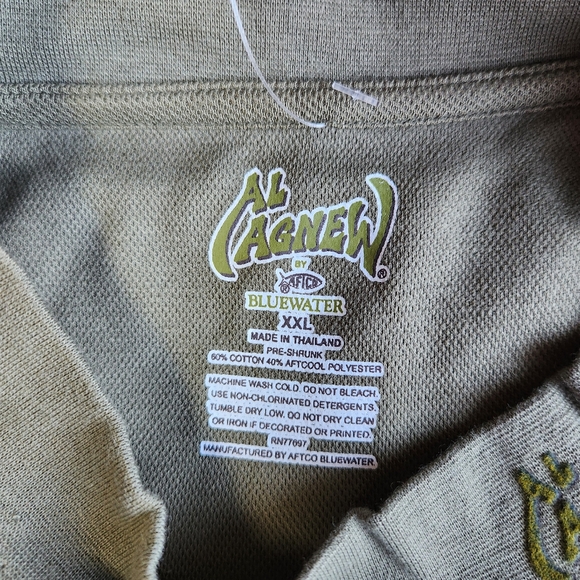 AL
AGNEW®
BY
AFTCO®
BLUEWATER
XXL
MADE IN THAILAND
PRE-SHRUNK
60% COTTON 40% AFTCOOL POLYESTER
MACHINE WASH COLD. DO NOT BLEACH.
USE NON-CHLORINATED DETERGENTS.
TUMBLE DRY LOW. DO NOT DRY CLEAN
OR IRON IF DECORATED OR PRINTED.
RN77697
MANUFACTURED BY AFTCO BLUEWATER.
AL